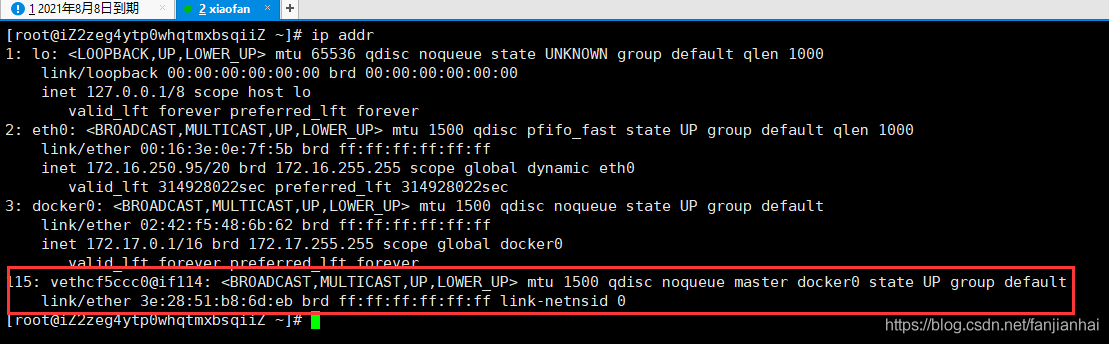 1 2021年8月8日到期 × 2 xiaofan × +
[root@iZ2zeg4ytp0whqtmxbsqiiZ ~]# ip addr
1: lo: <LOOPBACK,UP,LOWER_UP> mtu 65536 qdisc noqueue state UNKNOWN group default qlen 1000
    link/loopback 00:00:00:00:00:00 brd 00:00:00:00:00:00
    inet 127.0.0.1/8 scope host lo
       valid_lft forever preferred_lft forever
2: eth0: <BROADCAST,MULTICAST,UP,LOWER_UP> mtu 1500 qdisc pfifo_fast state UP group default qlen 1000
    link/ether 00:16:3e:0e:7f:5b brd ff:ff:ff:ff:ff:ff
    inet 172.16.250.95/20 brd 172.16.255.255 scope global dynamic eth0
       valid_lft 314928022sec preferred_lft 314928022sec
3: docker0: <BROADCAST,MULTICAST,UP,LOWER_UP> mtu 1500 qdisc noqueue state UP group default
    link/ether 02:42:f5:48:6b:62 brd ff:ff:ff:ff:ff:ff
    inet 172.17.0.1/16 brd 172.17.255.255 scope global docker0
       valid_lft forever preferred_lft forever
115: vethcf5ccc0@if114: <BROADCAST,MULTICAST,UP,LOWER_UP> mtu 1500 qdisc noqueue master docker0 state UP group default
    link/ether 3e:28:51:b8:6d:eb brd ff:ff:ff:ff:ff:ff link-netnsid 0
[root@iZ2zeg4ytp0whqtmxbsqiiZ ~]#
https://blog.csdn.net/fanjianhai